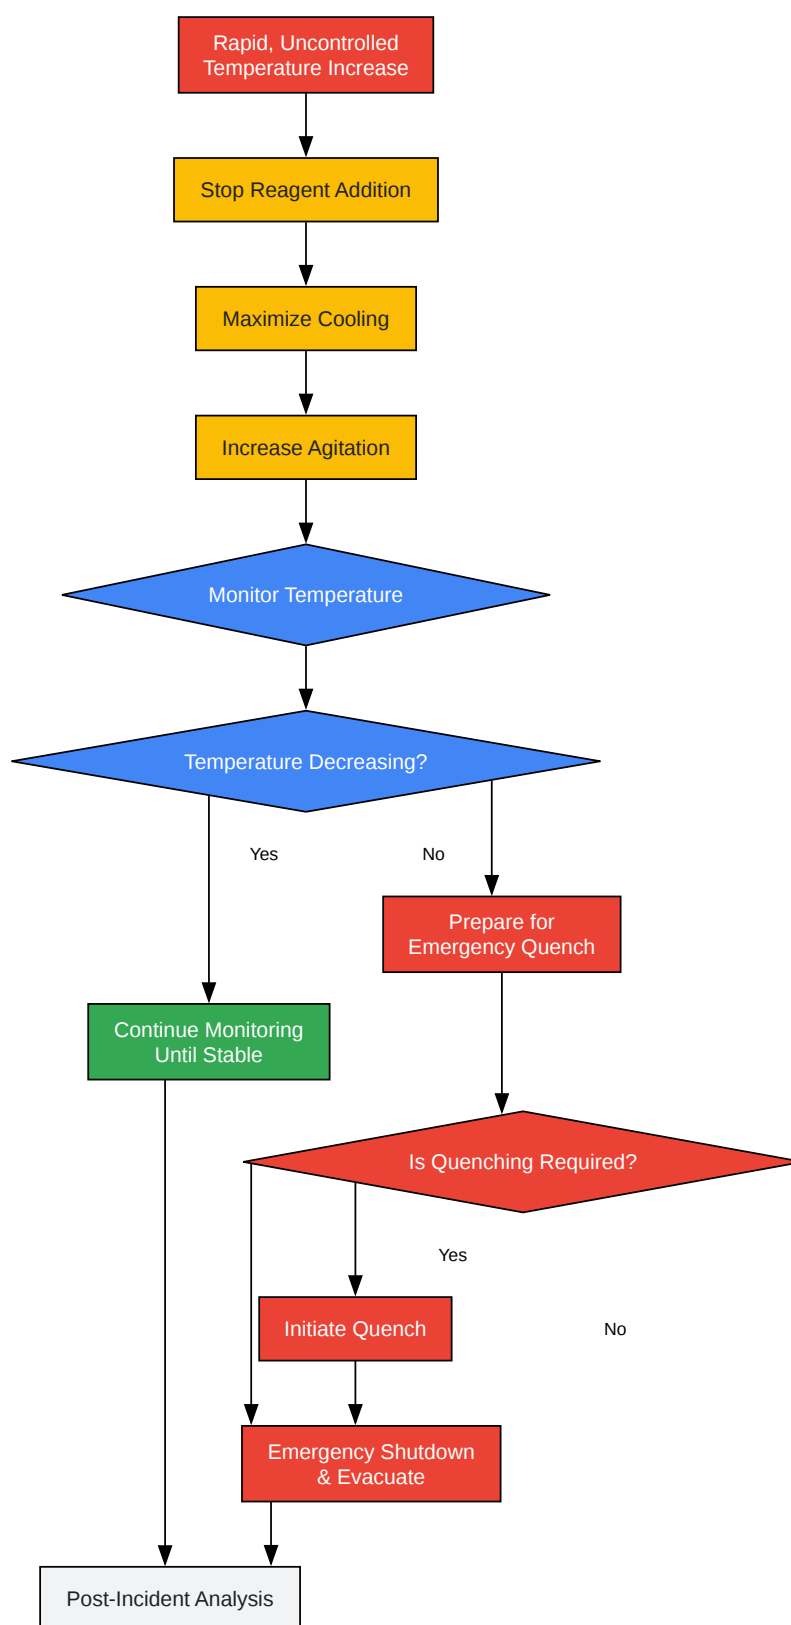 Rapid, Uncontrolled
Temperature Increase
Stop Reagent Addition
Maximize Cooling
Increase Agitation
Monitor Temperature
Temperature Decreasing?
Yes
No
Prepare for
Emergency Quench
Continue Monitoring
Until Stable
Is Quenching Required?
Yes
Initiate Quench
No
Emergency Shutdown
& Evacuate
Post-Incident Analysis